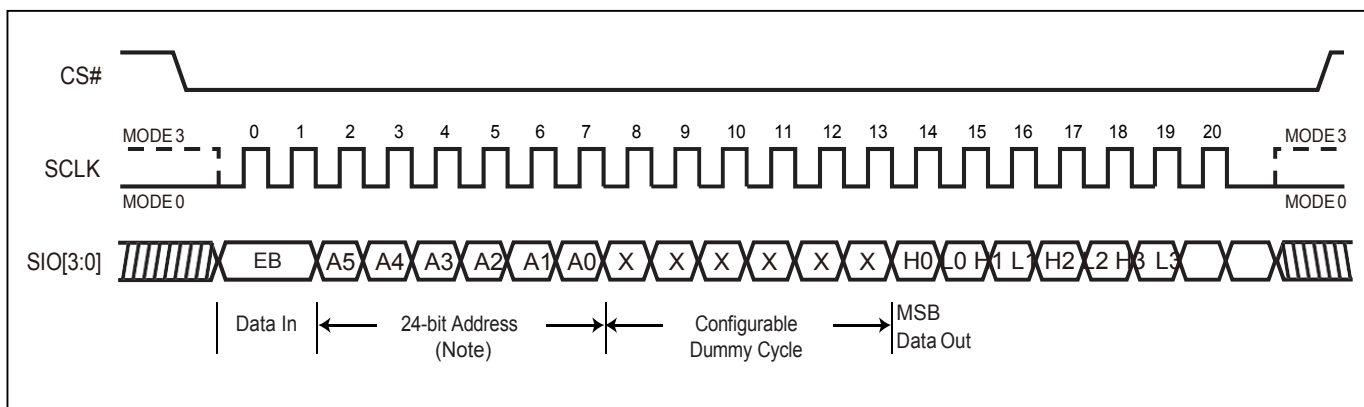 CS#
MODE 3
0 1 2 3 4 5 6 7 8 9 10 11 12 13 14 15 16 17 18 19 20
MODE 3
SCLK
MODE 0
MODE 0
SIO[3:0]
EB A5 A4 A3 A2 A1 A0 X X X X X X H0 L0 H1 L1 H2 L2 H3 L3
Data In
24-bit Address
(Note)
Configurable
Dummy Cycle
MSB
Data Out